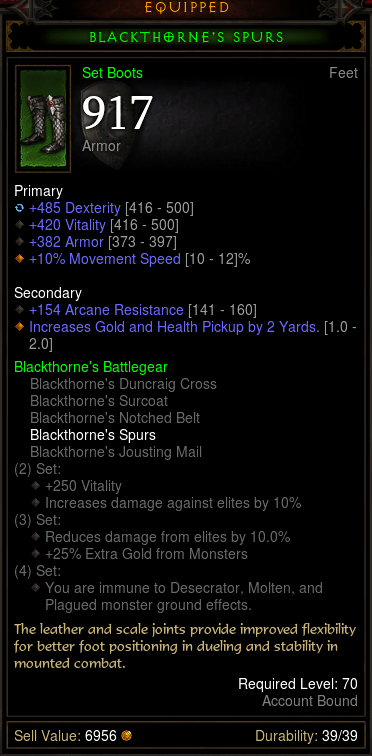 EQUIPPED
BLACKTHORNE'S SPURS
Set Boots Feet
917
Armor
Primary
+485 Dexterity [416 - 500]
+420 Vitality [416 - 500]
+382 Armor [373 - 397]
+10% Movement Speed [10 - 12]%
Secondary
+154 Arcane Resistance [141 - 160]
Increases Gold and Health Pickup by 2 Yards. [1.0 -
2.0]
Blackthorne's Battlegear
Blackthorne's Duncraig Cross
Blackthorne's Surcoat
Blackthorne's Notched Belt
Blackthorne's Spurs
Blackthorne's Jousting Mail
(2) Set:
+250 Vitality
Increases damage against elites by 10%
(3) Set:
Reduces damage from elites by 10.0%
+25% Extra Gold from Monsters
(4) Set:
You are immune to Desecrator, Molten, and
Plagued monster ground effects.
The leather and scale joints provide improved flexibility
for better foot positioning in dueling and stability in
mounted combat.
Required Level: 70
Account Bound
Sell Value: 6956 Durability: 39/39